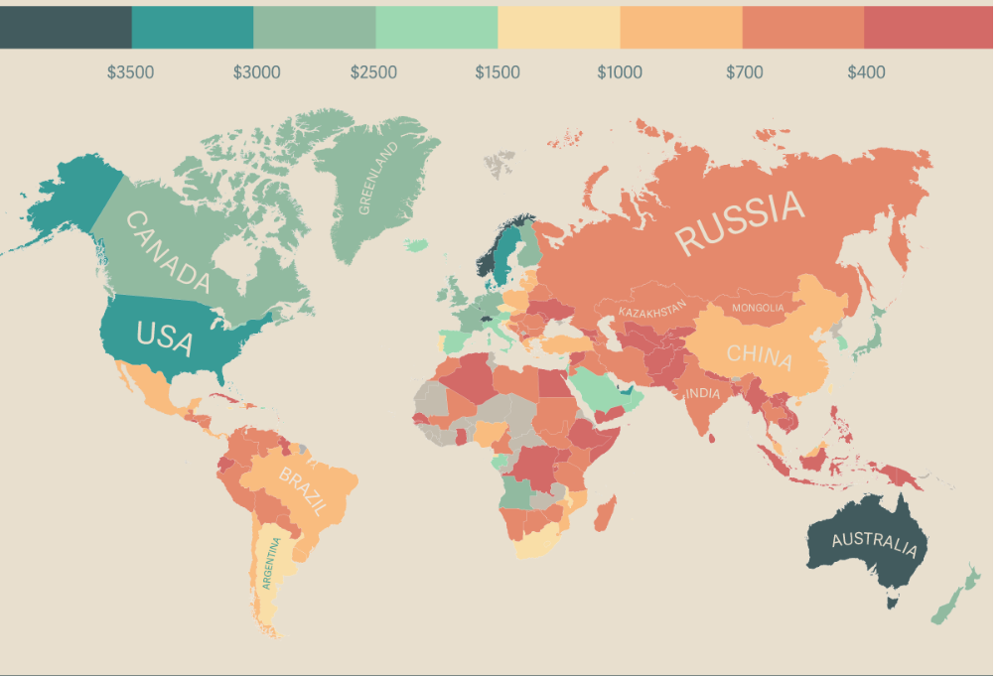 $3500 $3000 $2500 $1500 $1000 $700 $400
GREENLAND
CANADA
RUSSIA
USA
KAZAKHSTAN
MONGOLIA
CHINA
INDIA
BRAZIL
ARGENTINA
AUSTRALIA